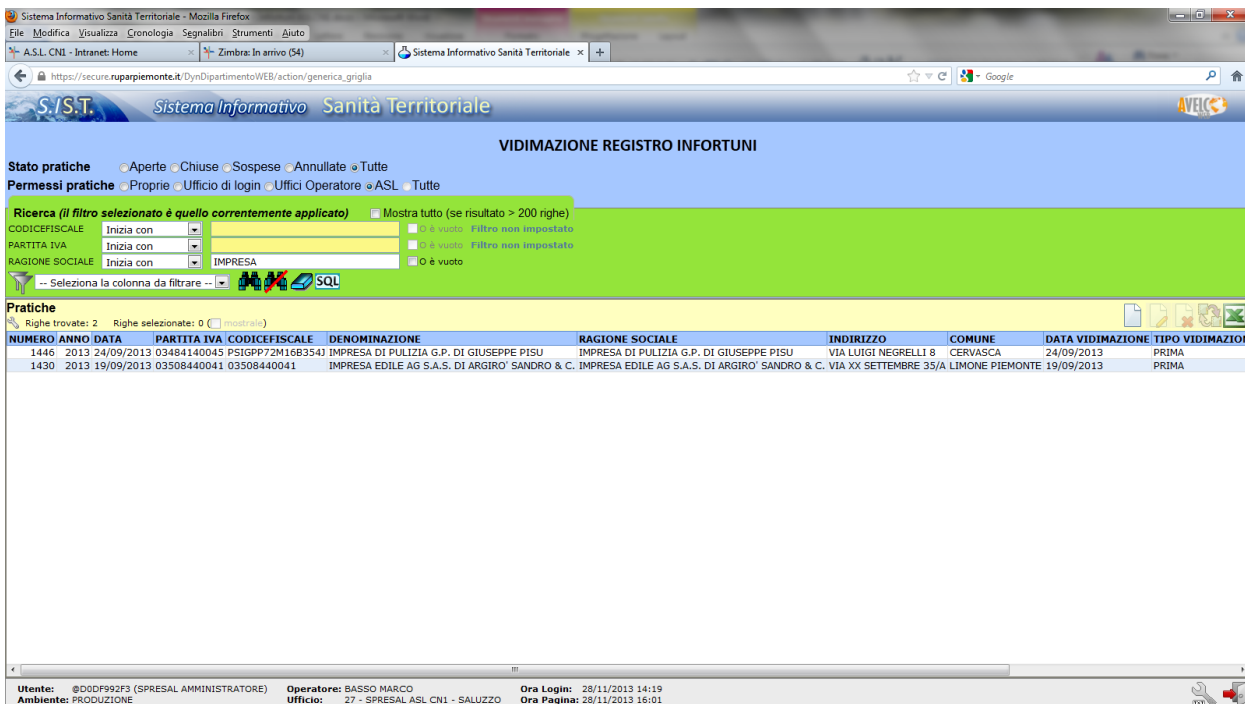 Sistema Informativo Sanità Territoriale - Mozilla Firefox
File Modifica Visualizza Cronologia Segnalibri Strumenti Aiuto
A.S.L. CN1 - Intranet: Home × Zimbra: In arrivo (54) × Sistema Informativo Sanità Territoriale × +
https://secure.ruparpiemonte.it/DynDipartimentoWEB/action/generica_griglia Google
S.I.S.T. Sistema Informativo Sanità Territoriale AVELCO
VIDIMAZIONE REGISTRO INFORTUNI
Stato pratiche Aperte Chiuse Sospese Annullate Tutte
Permessi pratiche Proprie Ufficio di login Uffici Operatore ASL Tutte
Ricerca (il filtro selezionato è quello correntemente applicato) Mostra tutto (se risultato > 200 righe)
CODICEFISCALE Inizia con O è vuoto Filtro non impostato
PARTITA IVA Inizia con O è vuoto Filtro non impostato
RAGIONE SOCIALE Inizia con IMPRESA O è vuoto
-- Seleziona la colonna da filtrare -- SQL
Pratiche
Righe trovate: 2 Righe selezionate: 0 ( mostrale)
NUMERO ANNO DATA PARTITA IVA CODICEFISCALE DENOMINAZIONE RAGIONE SOCIALE INDIRIZZO COMUNE DATA VIDIMAZIONE TIPO VIDIMAZIO
1446 2013 24/09/2013 03484140045 PSIGPP72M16B354J IMPRESA DI PULIZIA G.P. DI GIUSEPPE PISU IMPRESA DI PULIZIA G.P. DI GIUSEPPE PISU VIA LUIGI NEGRELLI 8 CERVASCA 24/09/2013 PRIMA
1430 2013 19/09/2013 03508440041 03508440041 IMPRESA EDILE AG S.A.S. DI ARGIRO' SANDRO & C. IMPRESA EDILE AG S.A.S. DI ARGIRO' SANDRO & C. VIA XX SETTEMBRE 35/A LIMONE PIEMONTE 19/09/2013 PRIMA
Utente: @D0DF992F3 (SPRESAL AMMINISTRATORE) Operatore: BASSO MARCO Ora Login: 28/11/2013 14:19
Ambiente: PRODUZIONE Ufficio: 27 - SPRESAL ASL CN1 - SALUZZO Ora Pagina: 28/11/2013 16:01